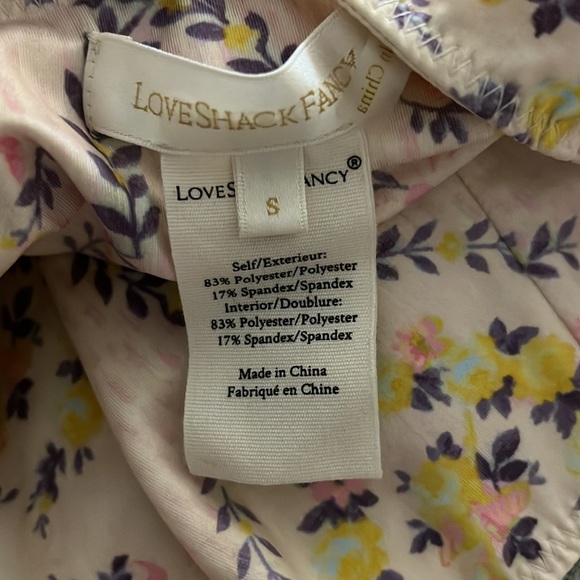 LOVESHACKFANCY
China
LOVES ANCY®
S
Self/Exterieur:
83% Polyester/Polyester
17% Spandex/Spandex
Interior/Doublure:
83% Polyester/Polyester
17% Spandex/Spandex
Made in China
Fabriqué en Chine